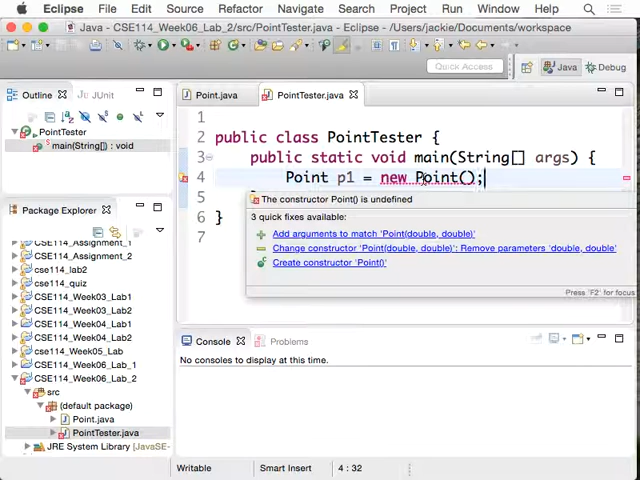 Eclipse File Edit Source Refactor Navigate Search Project Run Window Help
Java - CSE114_Week06_Lab_2/src/PointTester.java - Eclipse - /Users/jackie/Documents/workspace
Quick Access
Java
Debug
Outline
JUnit
PointTester
main(String[]) : void
Package Explorer
CSE114_Assignment_1
CSE114_Assignment_2
cse114_lab2
cse114_quiz
CSE114_Week03_Lab1
CSE114_Week03_Lab2
CSE114_Week04_Lab1
CSE114_Week04_Lab2
cse114_Week05_Lab
CSE114_Week06_Lab_1
CSE114_Week06_Lab_2
src
(default package)
Point.java
PointTester.java
JRE System Library [JavaSE-1
Point.java
PointTester.java
1
2 public class PointTester {
3 public static void main(String[] args) {
4 Point p1 = new Point();
5
6 }
7
The constructor Point() is undefined
3 quick fixes available:
Add arguments to match 'Point(double, double)'
Change constructor 'Point(double, double)': Remove parameters 'double, double'
Create constructor 'Point()'
Press 'F2' for focus
Console
Problems
No consoles to display at this time.
Writable
Smart Insert
4 : 32